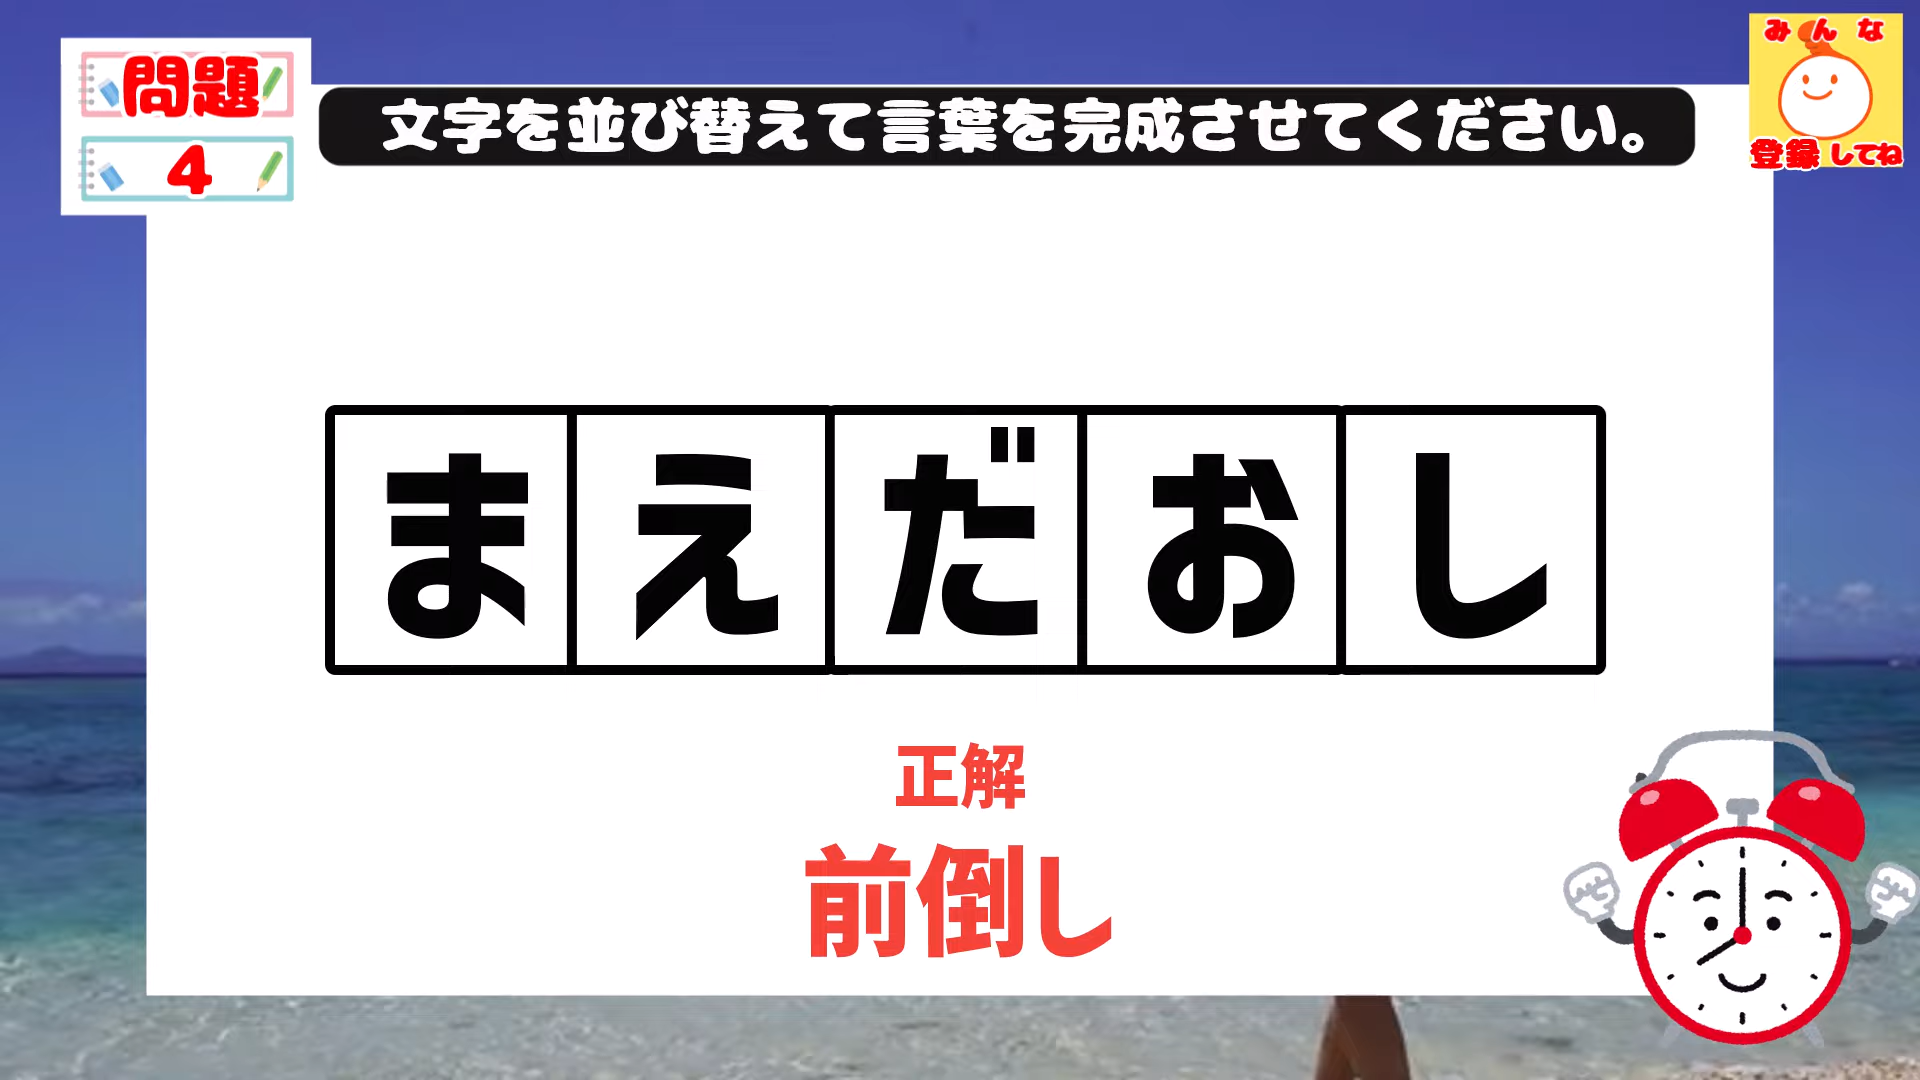 問題
4
文字を並び替えて言葉を完成させてください。
みんな
登録してね
まえだおし
正解
前倒し